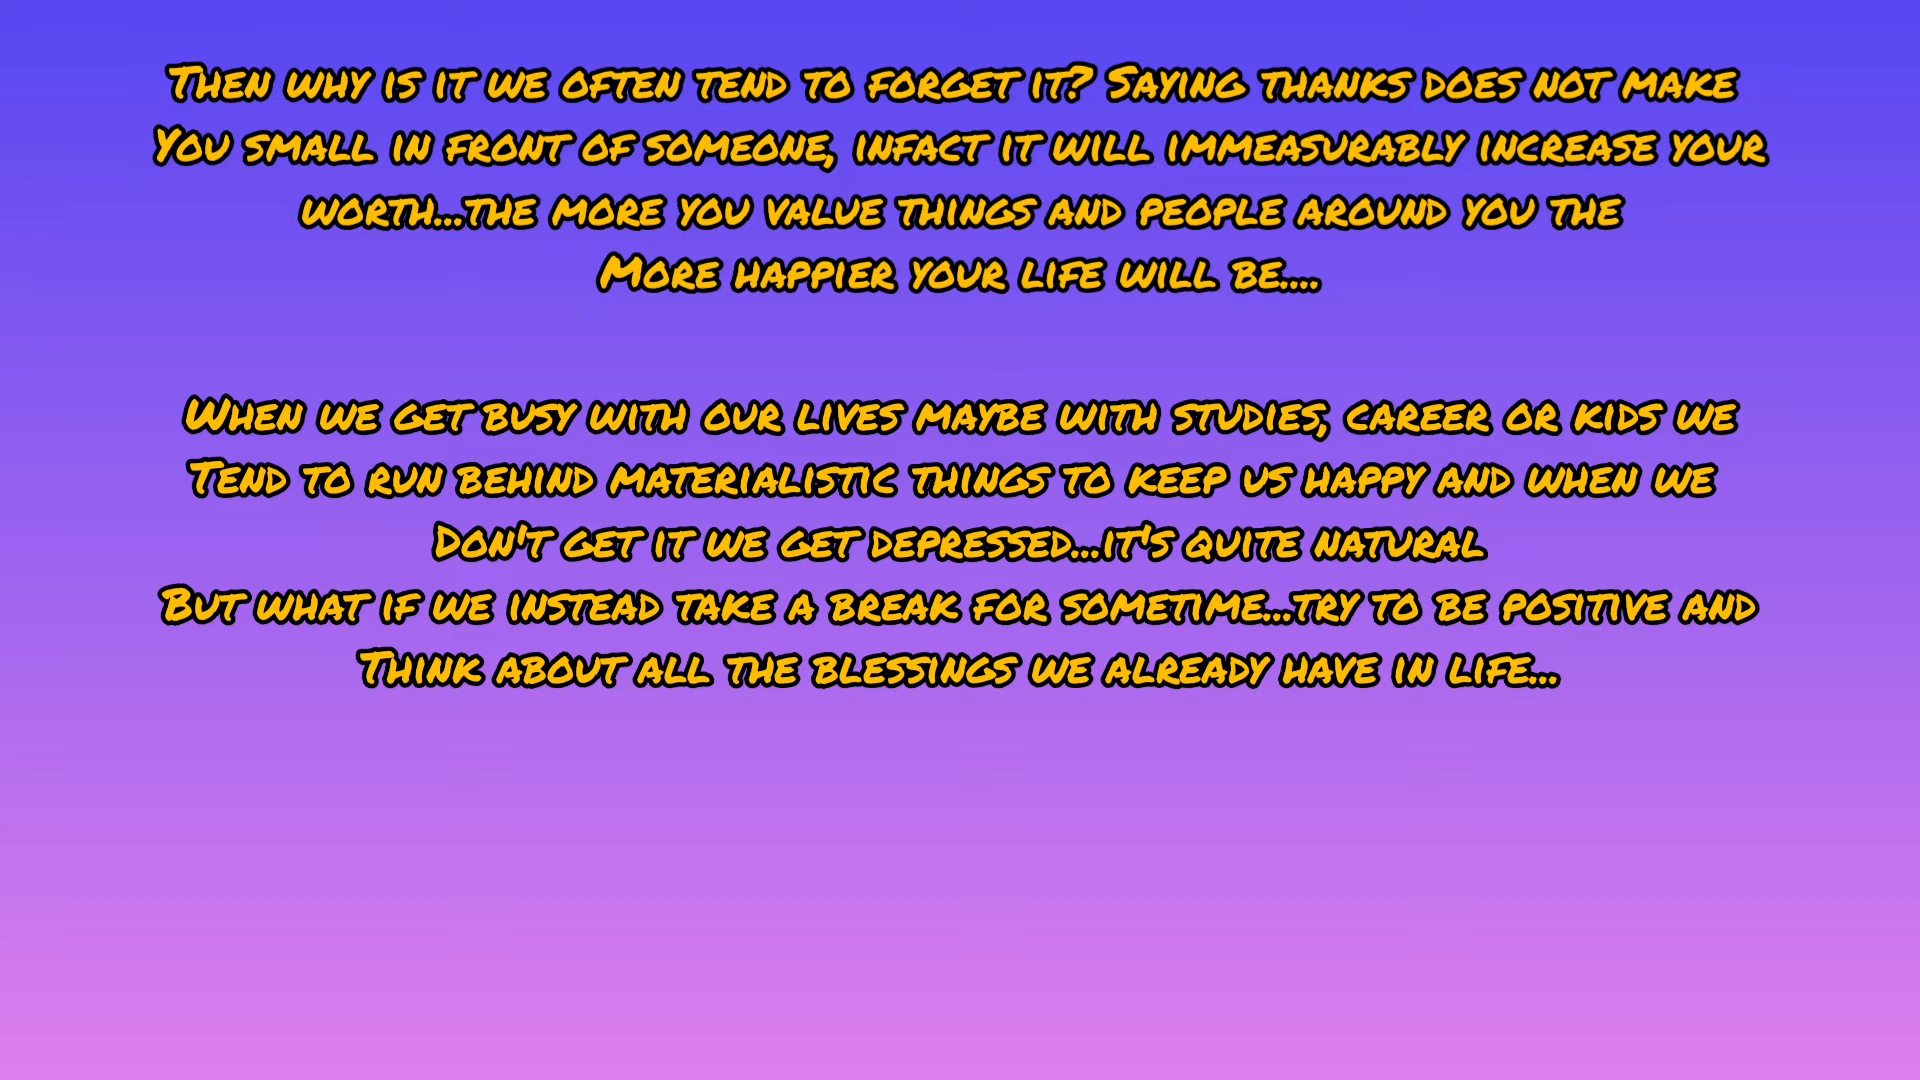 Then why is it we often tend to forget it? Saying thanks does not make
You small in front of someone, infact it will immeasurably increase your
worth...the more you value things and people around you the
More happier your life will be....
When we get busy with our lives maybe with studies, career or kids we
Tend to run behind materialistic things to keep us happy and when we
Don't get it we get depressed...it's quite natural
But what if we instead take a break for sometime...try to be positive and
Think about all the blessings we already have in life...